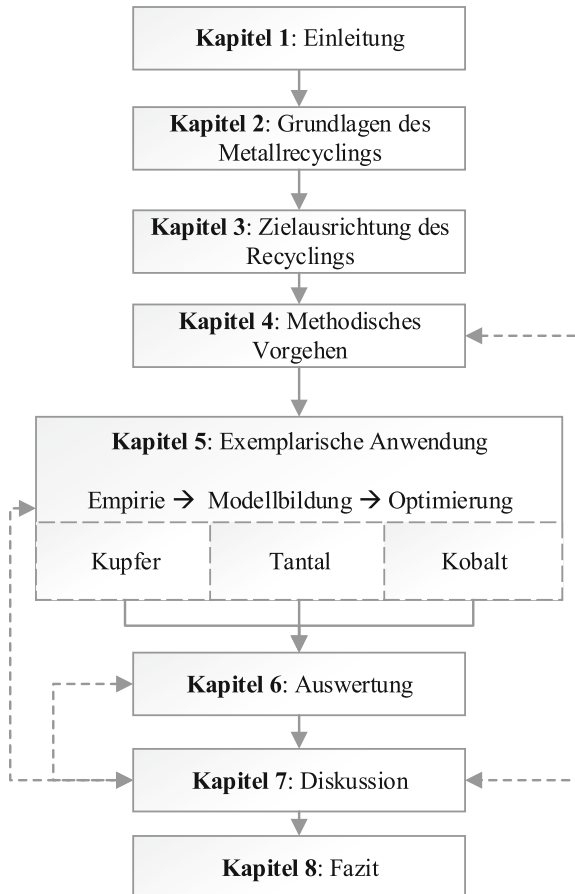 Kapitel 1: Einleitung
Kapitel 2: Grundlagen des
Metallrecyclings
Kapitel 3: Zielausrichtung des
Recyclings
Kapitel 4: Methodisches
Vorgehen
Kapitel 5: Exemplarische Anwendung
Empirie → Modellbildung → Optimierung
Kupfer
Tantal
Kobalt
Kapitel 6: Auswertung
Kapitel 7: Diskussion
Kapitel 8: Fazit